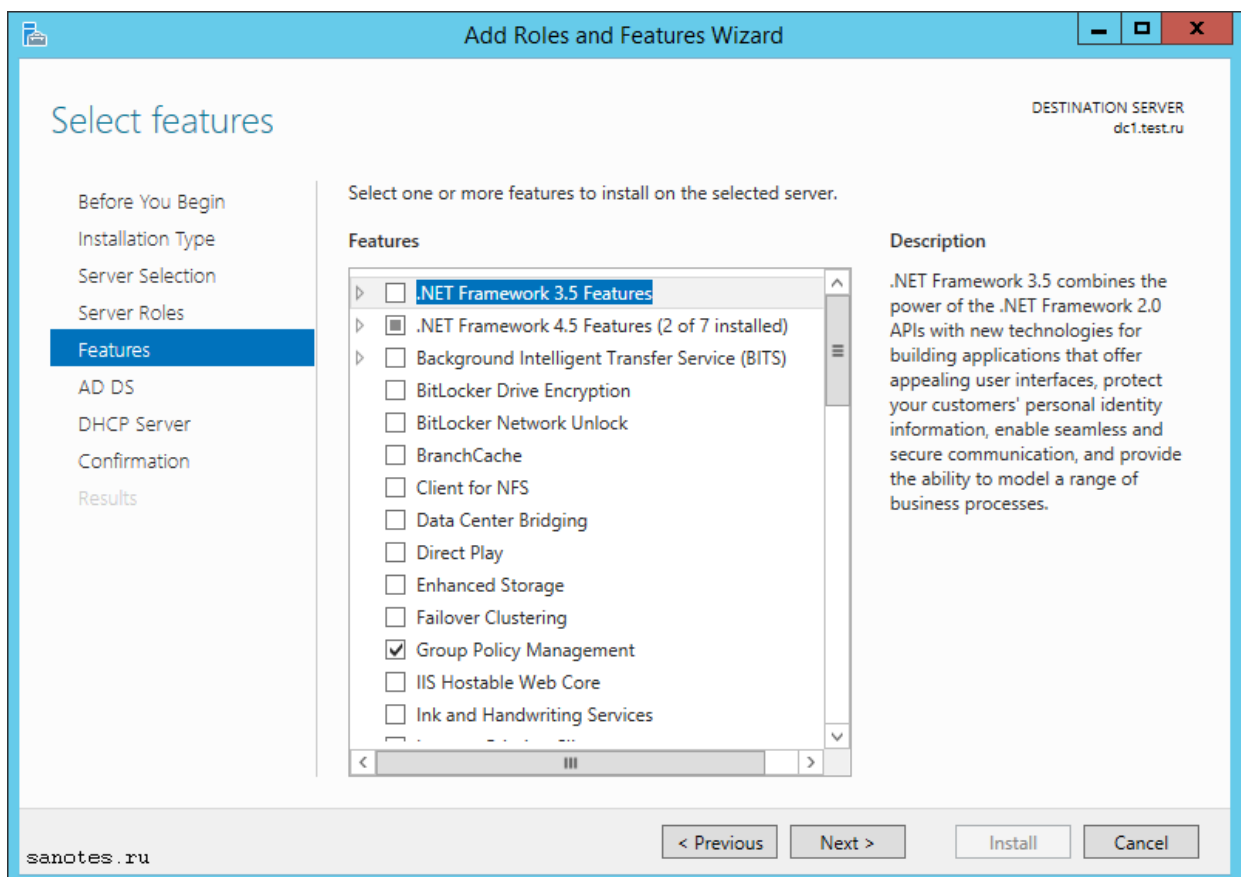 Add Roles and Features Wizard
Select features
DESTINATION SERVER
dc1.test.ru
Before You Begin
Installation Type
Server Selection
Server Roles
Features
AD DS
DHCP Server
Confirmation
Results
Select one or more features to install on the selected server.
Features
.NET Framework 3.5 Features
.NET Framework 4.5 Features (2 of 7 installed)
Background Intelligent Transfer Service (BITS)
BitLocker Drive Encryption
BitLocker Network Unlock
BranchCache
Client for NFS
Data Center Bridging
Direct Play
Enhanced Storage
Failover Clustering
Group Policy Management
IIS Hostable Web Core
Ink and Handwriting Services
Description
.NET Framework 3.5 combines the
power of the .NET Framework 2.0
APIs with new technologies for
building applications that offer
appealing user interfaces, protect
your customers' personal identity
information, enable seamless and
secure communication, and provide
the ability to model a range of
business processes.
< Previous
Next >
Install
Cancel
sanotes.ru